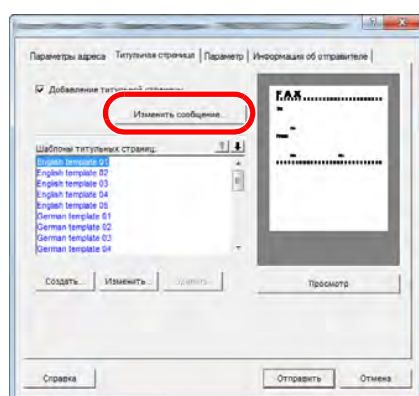 Параметры адреса Титульная страница Параметр Информация об отправителе
Добавление титульной страницы
Изменить сообщение...
Шаблоны титульных страниц:
English template 01
English template 02
English template 03
English template 04
English template 05
German template 01
German template 02
German template 03
German template 04
FAX
Создать... Изменить... Удалить...
Просмотр
Справка
Отправить Отмена